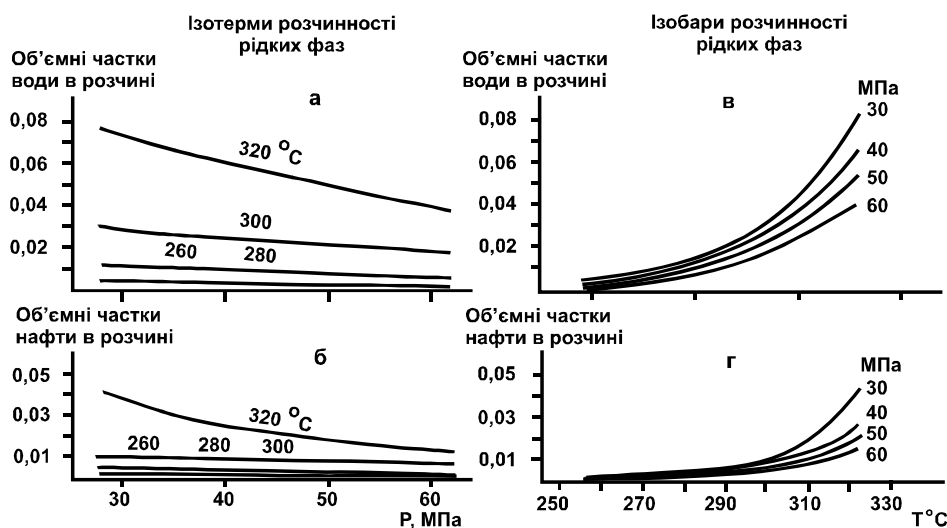 Ізотерми розчинності
рідких фаз
Об’ємні частки
води в розчині
а
0,08
0,06
0,04
0,02
320 °С
300
260 280
Ізобари розчинності
рідких фаз
Об’ємні частки
води в розчині
в
МПа
0,08
0,06
0,04
0,02
30
40
50
60
Об’ємні частки
нафти в розчині
б
0,05
0,03
0,01
320 °С
260 280 300
30 40 50 60
Р, МПа
Об’ємні частки
нафти в розчині
г
МПа
0,05
0,03
0,01
30
40
50
60
250 270 290 310 330
Т°С